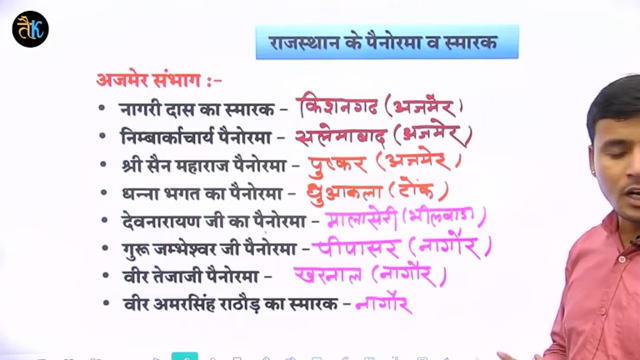 तैK
राजस्थान के पैनोरमा व स्मारक
अजमेर संभाग :-
• नागरी दास का स्मारक – किशनगढ (अजमेर)
• निम्बार्काचार्य पैनोरमा – सलेमाबाद (अजमेर)
• श्री सैन महाराज पैनोरमा – पुष्कर (अजमेर)
• धन्ना भगत का पैनोरमा – धुआकला (टोंक)
• देवनारायण जी का पैनोरमा – मालासेरी (भीलवाडा)
• गुरू जम्भेश्वर जी पैनोरमा – पीपासर (नागौर)
• वीर तेजाजी पैनोरमा – खरनाल (नागौर)
• वीर अमरसिंह राठौड़ का स्मारक – नागौर